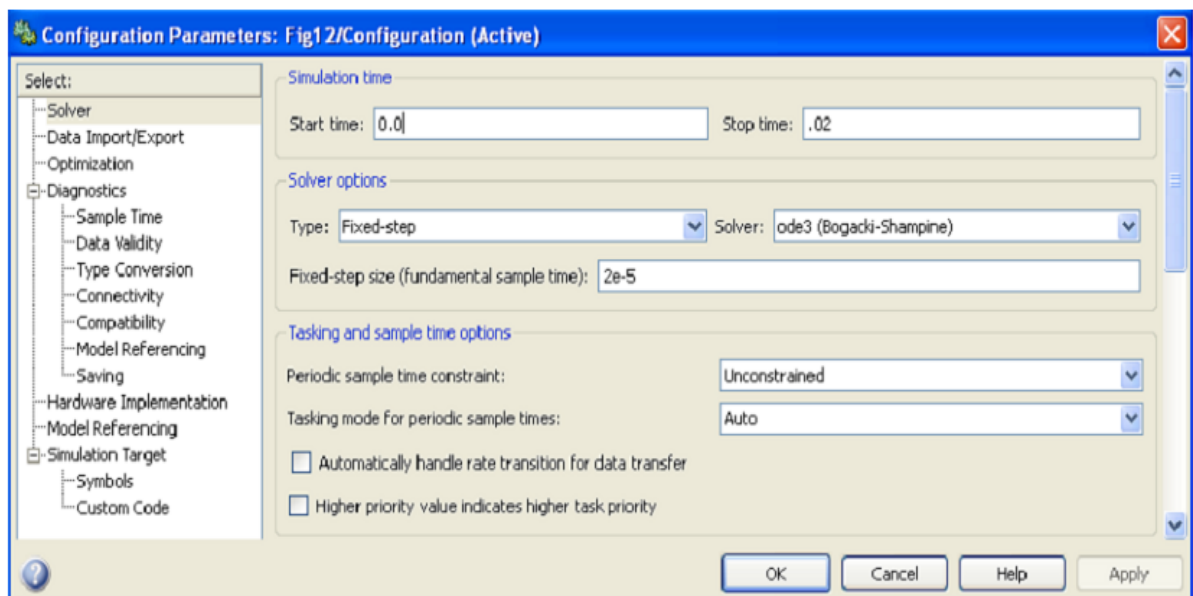 Configuration Parameters: Fig12/Configuration (Active)
Select:
Solver
Data Import/Export
Optimization
Diagnostics
Sample Time
Data Validity
Type Conversion
Connectivity
Compatibility
Model Referencing
Saving
Hardware Implementation
Model Referencing
Simulation Target
Symbols
Custom Code
Simulation time
Start time: 0.0 Stop time: .02
Solver options
Type: Fixed-step Solver: ode3 (Bogacki-Shampine)
Fixed-step size (fundamental sample time): 2e-5
Tasking and sample time options
Periodic sample time constraint: Unconstrained
Tasking mode for periodic sample times: Auto
Automatically handle rate transition for data transfer
Higher priority value indicates higher task priority
? OK Cancel Help Apply